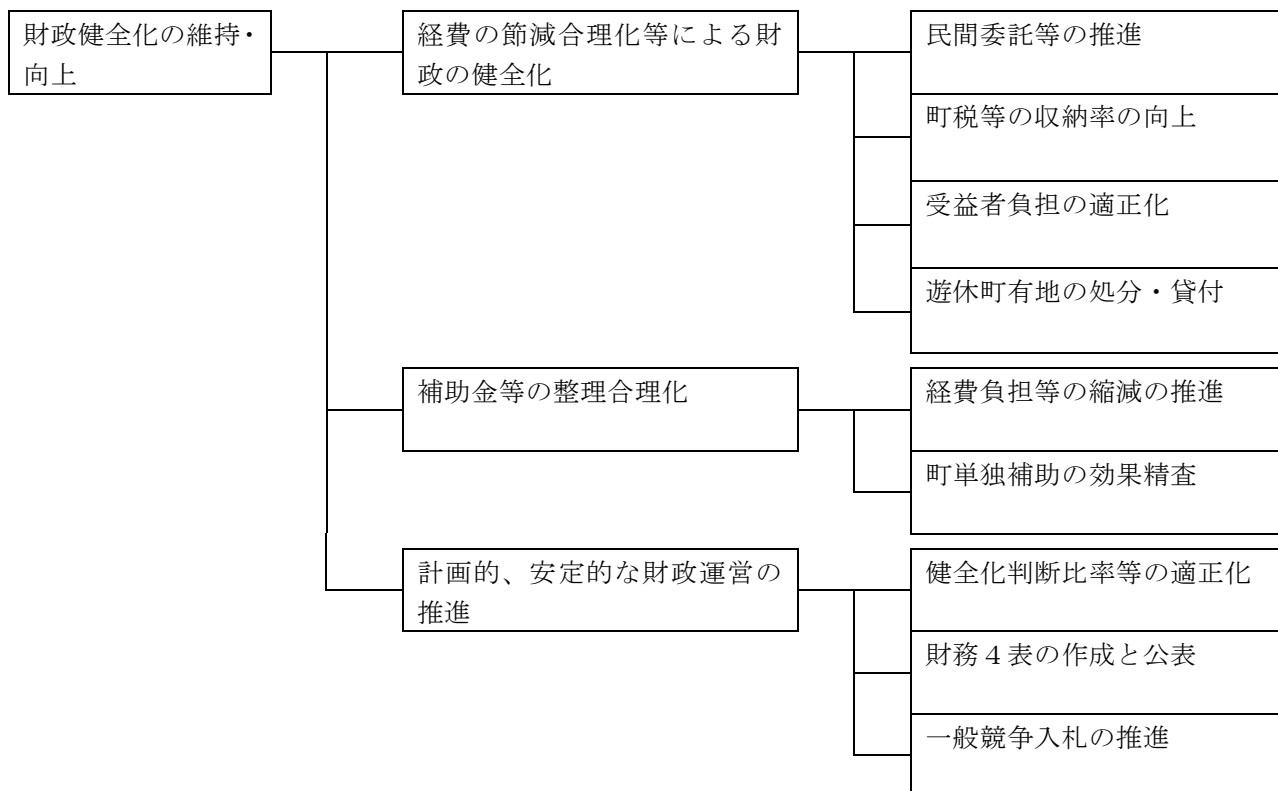 財政健全化の維持・
向上
経費の節減合理化等による財
政の健全化
民間委託等の推進
町税等の収納率の向上
受益者負担の適正化
遊休町有地の処分・貸付
補助金等の整理合理化
経費負担等の縮減の推進
町単独補助の効果精査
計画的、安定的な財政運営の
推進
健全化判断比率等の適正化
財務４表の作成と公表
一般競争入札の推進